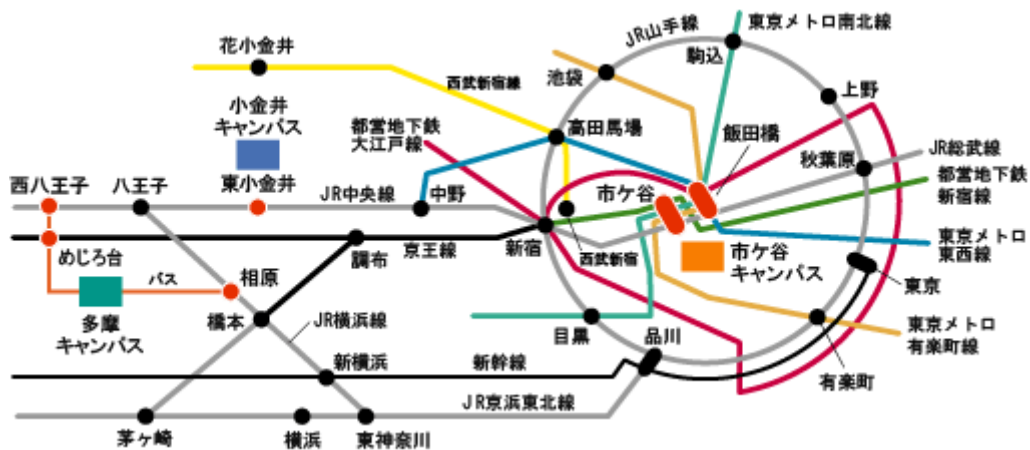 東京メトロ南北線
JR山手線
駒込
花小金井
西武新宿線
池袋
上野
小金井
キャンパス
都営地下鉄
大江戸線
高田馬場
飯田橋
秋葉原
JR総武線
西八王子
八王子
東小金井
JR中央線
中野
市ケ谷
都営地下鉄
新宿線
めじろ台
調布
京王線
新宿
西武新宿
市ケ谷
キャンパス
東京メトロ
東西線
バス
相原
東京
多摩
キャンパス
橋本
JR横浜線
目黒
品川
東京メトロ
有楽町線
新横浜
新幹線
有楽町
JR京浜東北線
茅ヶ崎
横浜
東神奈川